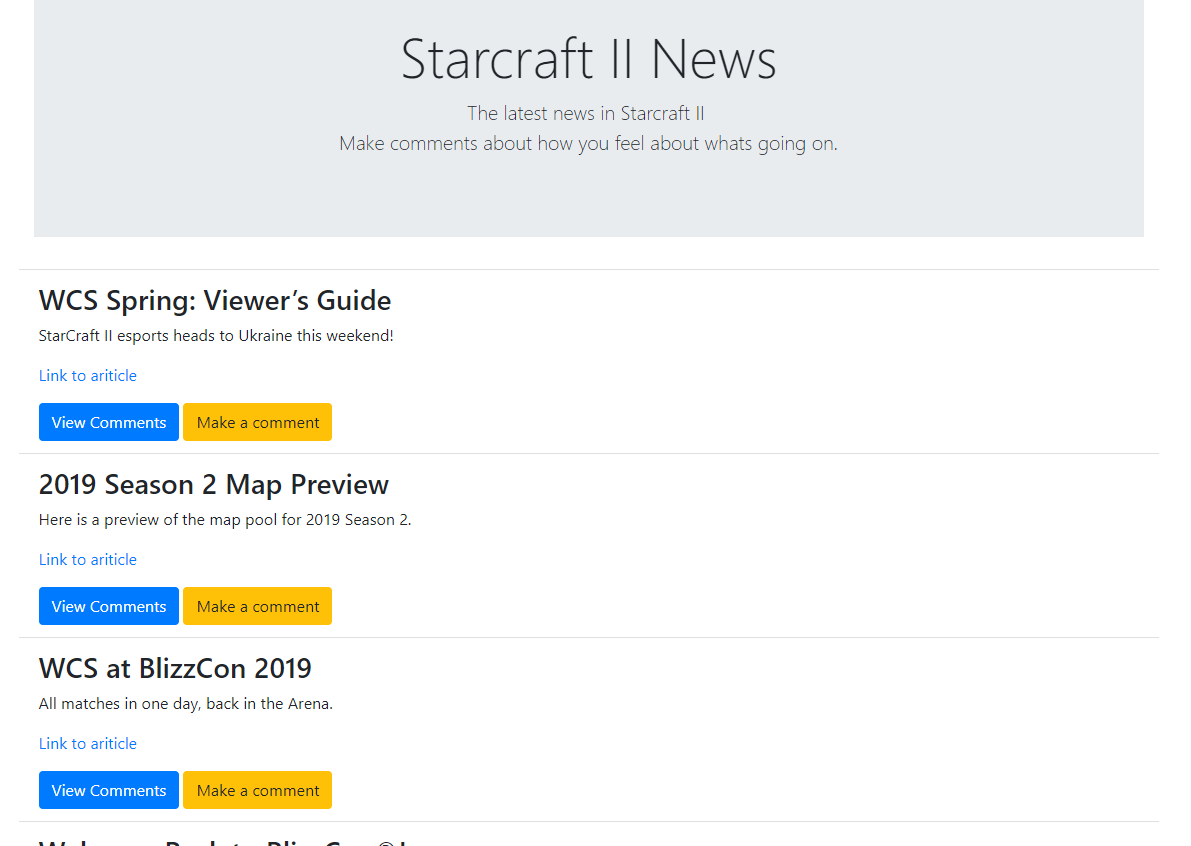 Starcraft II News
The latest news in Starcraft II
Make comments about how you feel about whats going on.
WCS Spring: Viewer’s Guide
StarCraft II esports heads to Ukraine this weekend!
Link to ariticle
View Comments Make a comment
2019 Season 2 Map Preview
Here is a preview of the map pool for 2019 Season 2.
Link to ariticle
View Comments Make a comment
WCS at BlizzCon 2019
All matches in one day, back in the Arena.
Link to ariticle
View Comments Make a comment